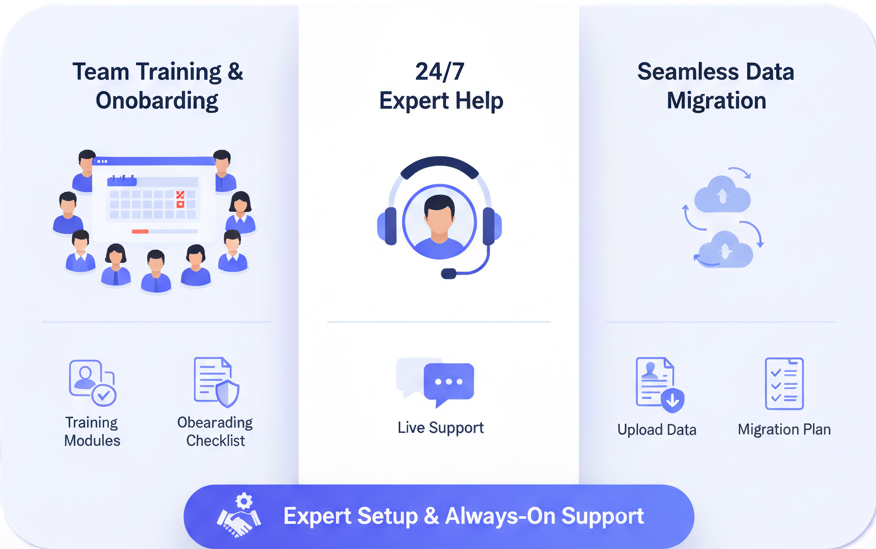 Team Training &
Onobarding
24/7
Expert Help
Seamless Data
Migration
Training
Modules
Obearading
Checklist
Live Support
Upload Data
Migration Plan
Expert Setup & Always-On Support